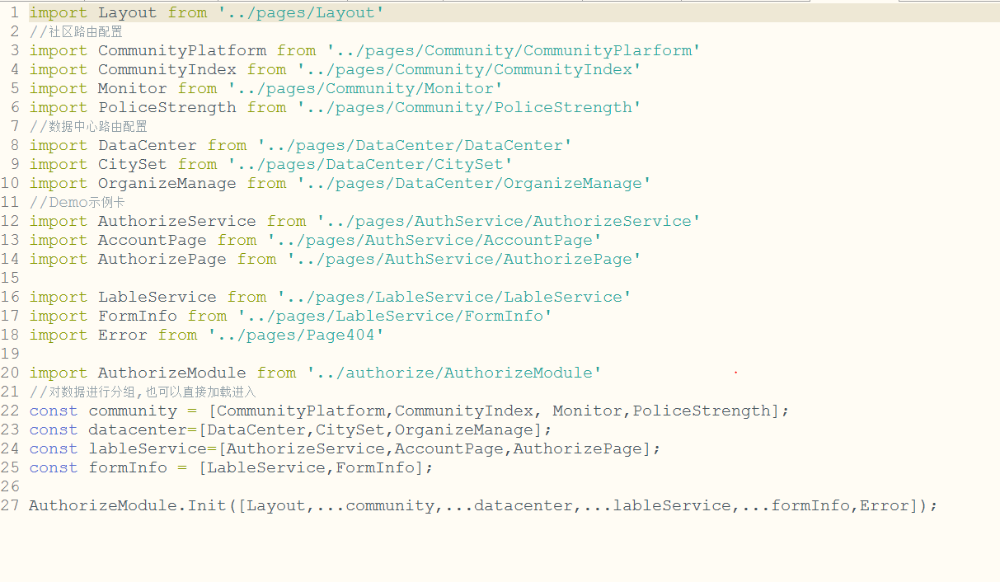 1 import Layout from '../pages/Layout'
2 //社区路由配置
3 import CommunityPlatform from '../pages/Community/CommunityPlarform'
4 import CommunityIndex from '../pages/Community/CommunityIndex'
5 import Monitor from '../pages/Community/Monitor'
6 import PoliceStrength from '../pages/Community/PoliceStrength'
7 //数据中心路由配置
8 import DataCenter from '../pages/DataCenter/DataCenter'
9 import CitySet from '../pages/DataCenter/CitySet'
10 import OrganizeManage from '../pages/DataCenter/OrganizeManage'
11 //Demo示例卡
12 import AuthorizeService from '../pages/AuthService/AuthorizeService'
13 import AccountPage from '../pages/AuthService/AccountPage'
14 import AuthorizePage from '../pages/AuthService/AuthorizePage'
15
16 import LableService from '../pages/LableService/LableService'
17 import FormInfo from '../pages/LableService/FormInfo'
18 import Error from '../pages/Page404'
19
20 import AuthorizeModule from '../authorize/AuthorizeModule'
21 //对数据进行分组,也可以直接加载进入
22 const community = [CommunityPlatform,CommunityIndex, Monitor,PoliceStrength];
23 const datacenter=[DataCenter,CitySet,OrganizeManage];
24 const lableService=[AuthorizeService,AccountPage,AuthorizePage];
25 const formInfo = [LableService,FormInfo];
26
27 AuthorizeModule.Init([Layout,...community,...datacenter,...lableService,...formInfo,Error]);